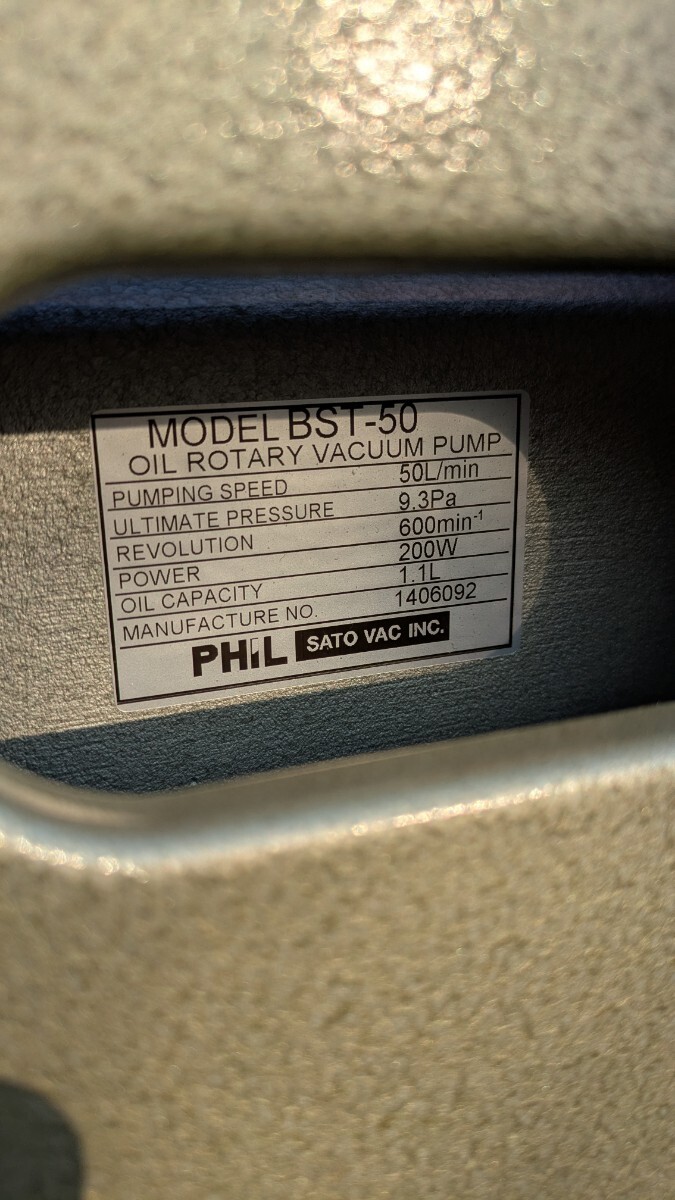 MODEL BST-50
OIL ROTARY VACUUM PUMP
PUMPING SPEED 50L/min
ULTIMATE PRESSURE 9.3Pa
REVOLUTION 600min⁻¹
POWER 200W
OIL CAPACITY 1.1L
MANUFACTURE NO. 1406092
PHIL SATO VAC INC.